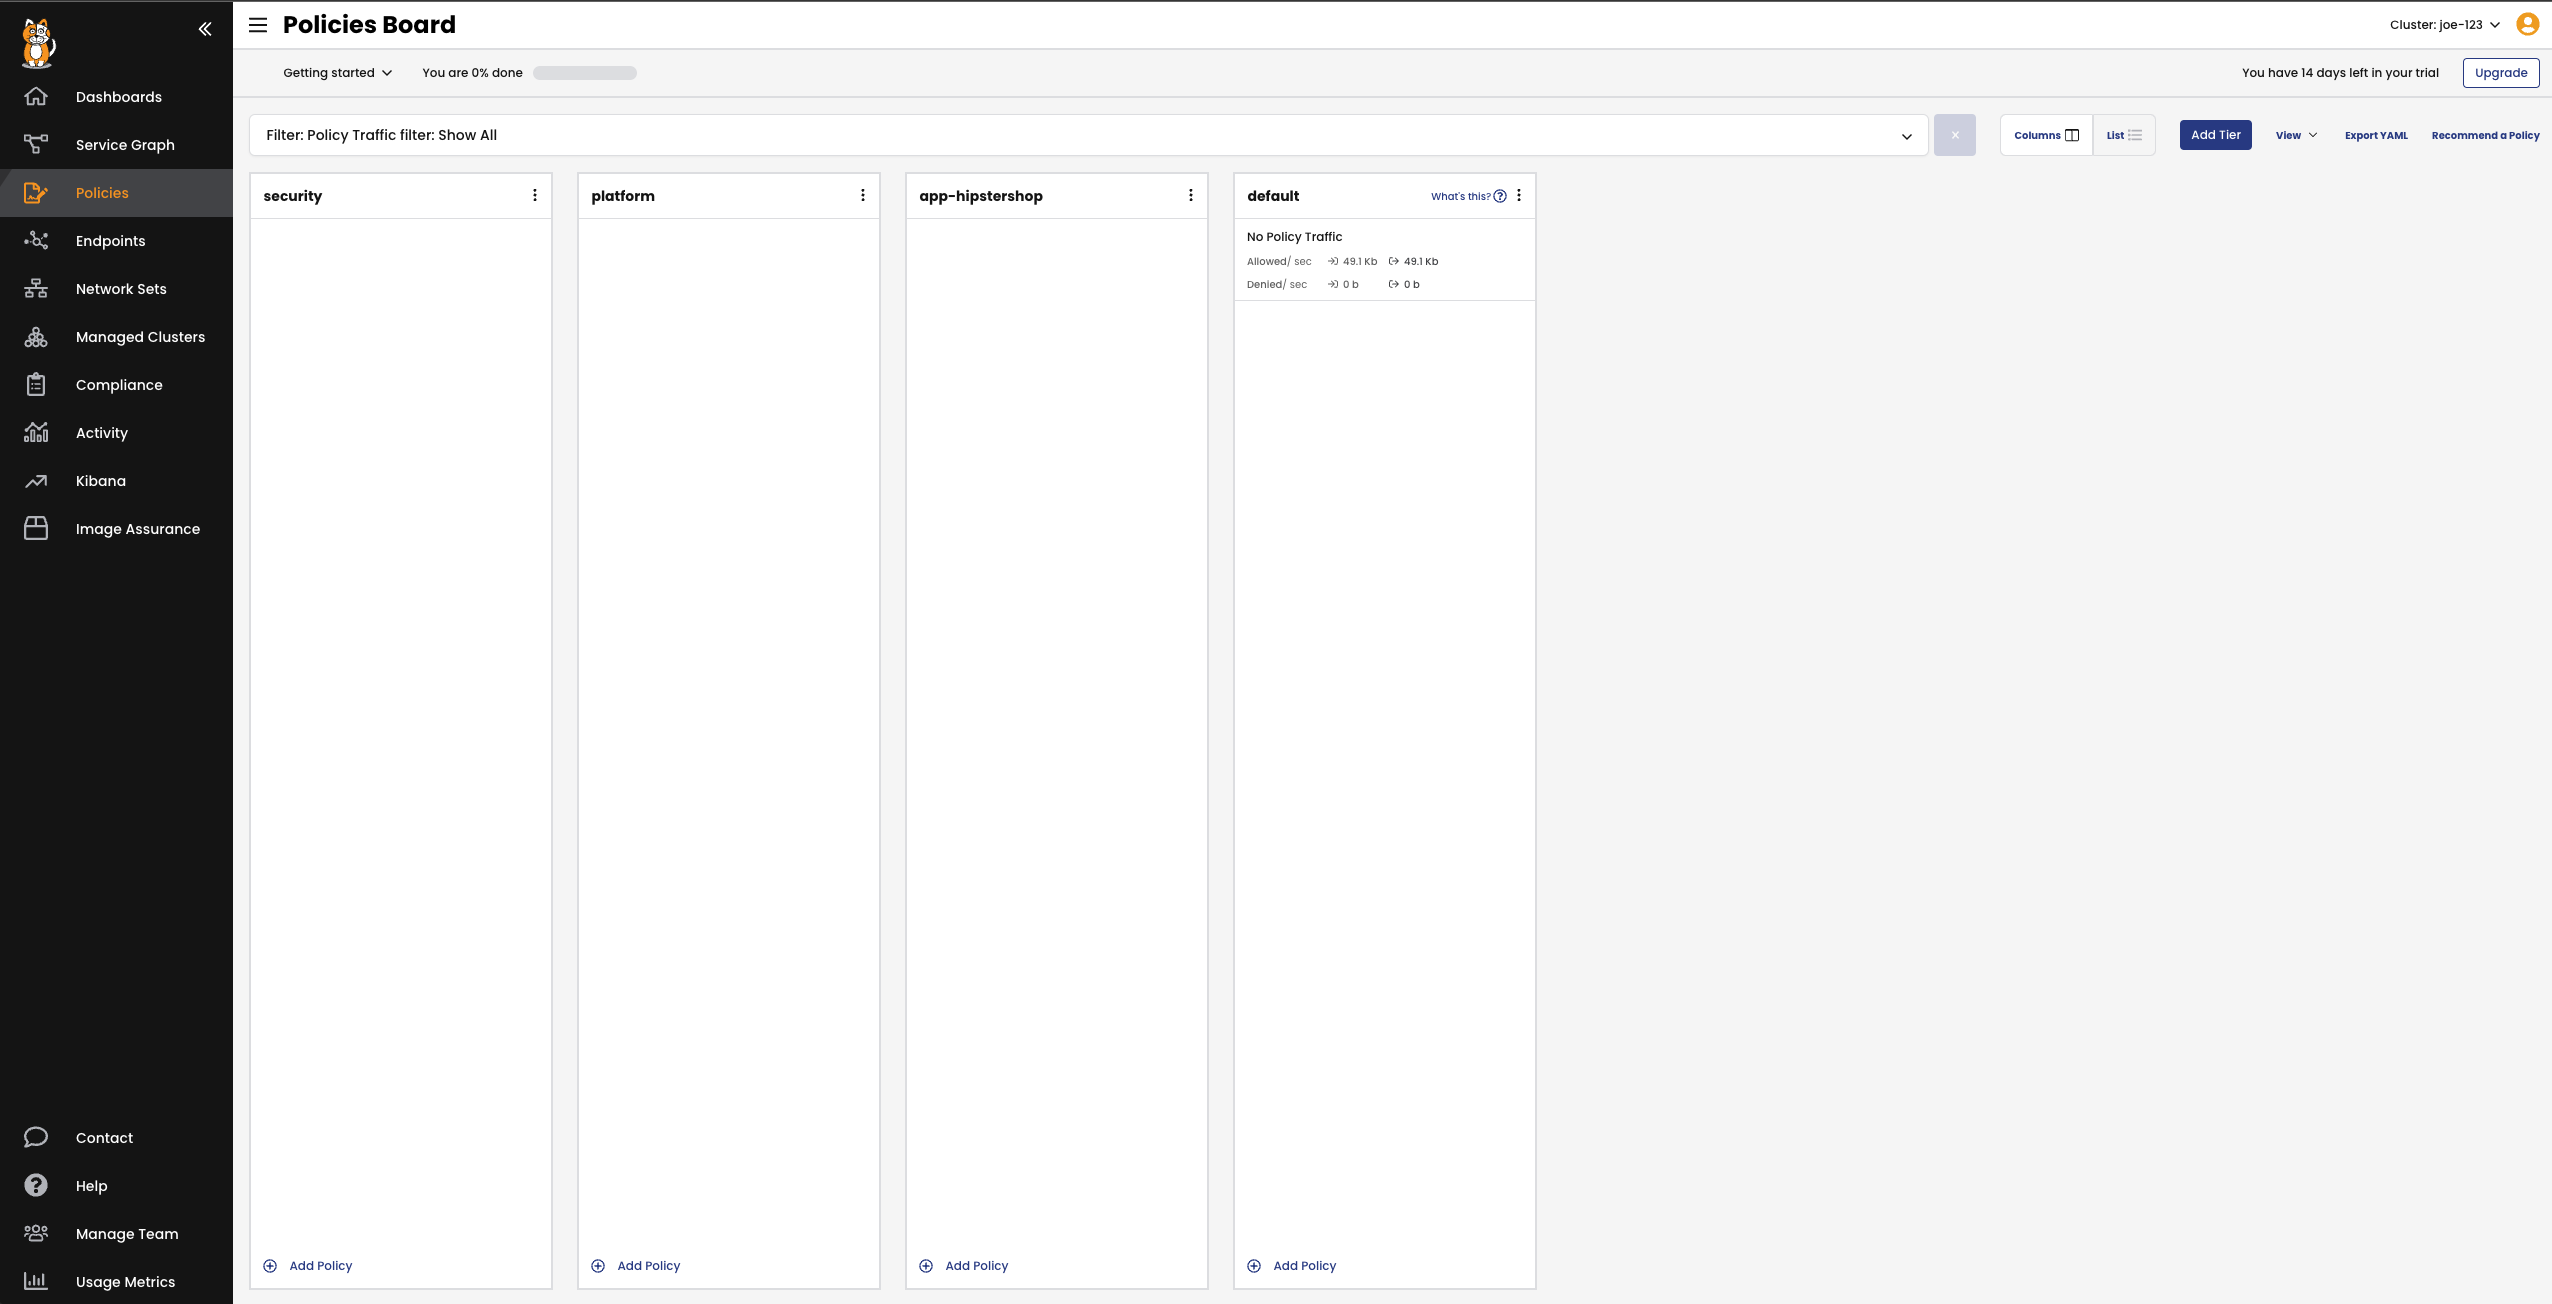 Policies Board
Cluster: joe-123
Getting started
You are 0% done
You have 14 days left in your trial
Upgrade
Dashboards
Service Graph
Policies
Endpoints
Network Sets
Managed Clusters
Compliance
Activity
Kibana
Image Assurance
Contact
Help
Manage Team
Usage Metrics
Filter: Policy Traffic filter: Show All
×
Columns
List
Add Tier
View
Export YAML
Recommend a Policy
security
Add Policy
platform
Add Policy
app-hipstershop
Add Policy
default
What's this?
No Policy Traffic
Allowed/ sec 49.1 Kb 49.1 Kb
Denied/ sec 0 b 0 b
Add Policy